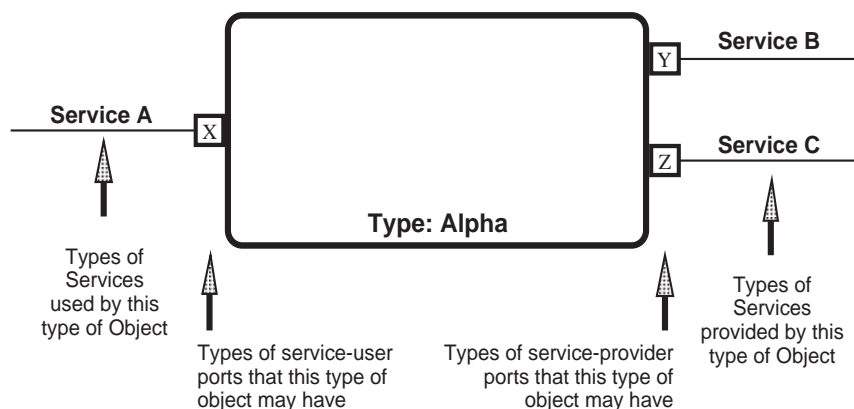 Service B
Y
Service A
X
Service C
Z
Type: Alpha
Types of
Services
used by this
type of Object
Types of service-user
ports that this type of
object may have
Types of service-provider
ports that this type of
object may have
Types of
Services
provided by this
type of Object